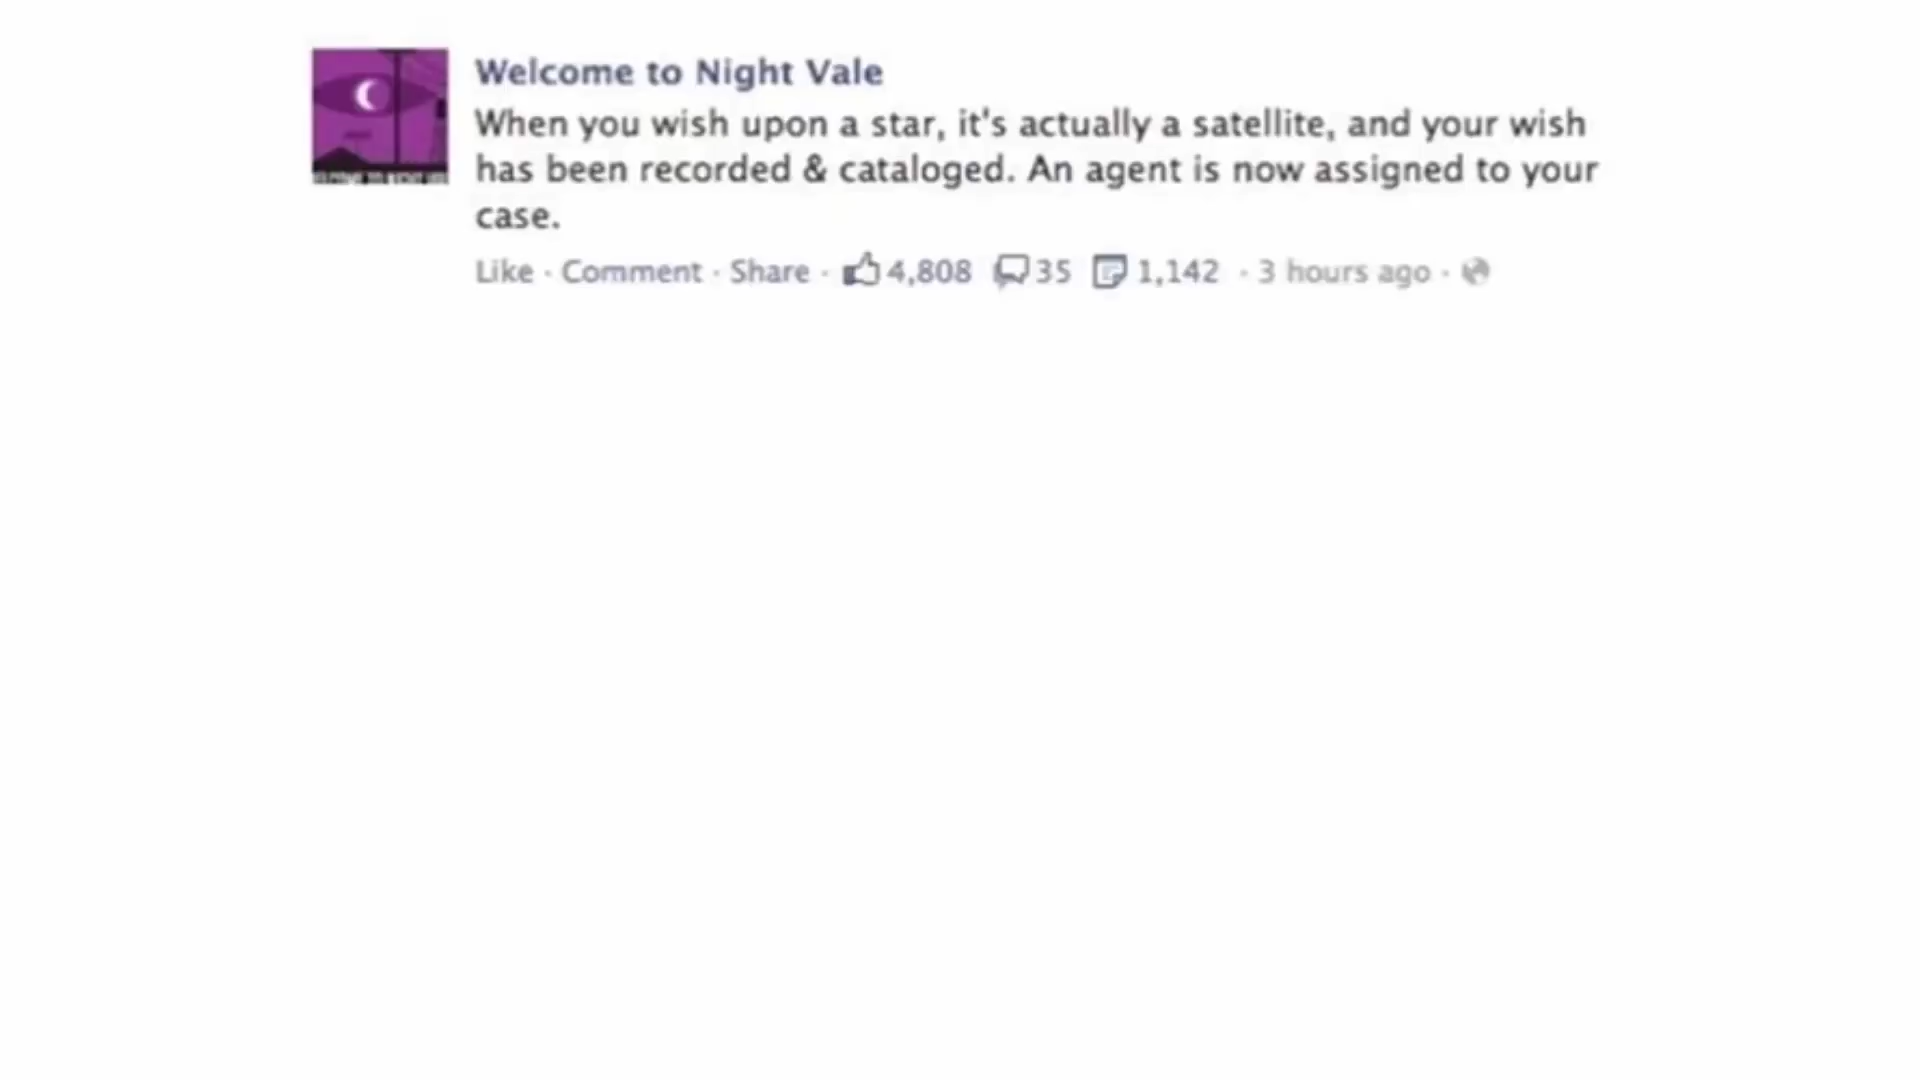 Welcome to Night Vale
When you wish upon a star, it's actually a satellite, and your wish
has been recorded & cataloged. An agent is now assigned to your
case.
Like · Comment · Share · 4,808 35 1,142 · 3 hours ago ·